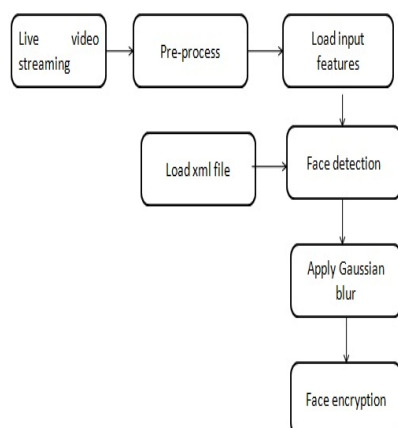 Live video
streaming
Pre-process
Load input
features
Load xml file
Face detection
Apply Gaussian
blur
Face encryption